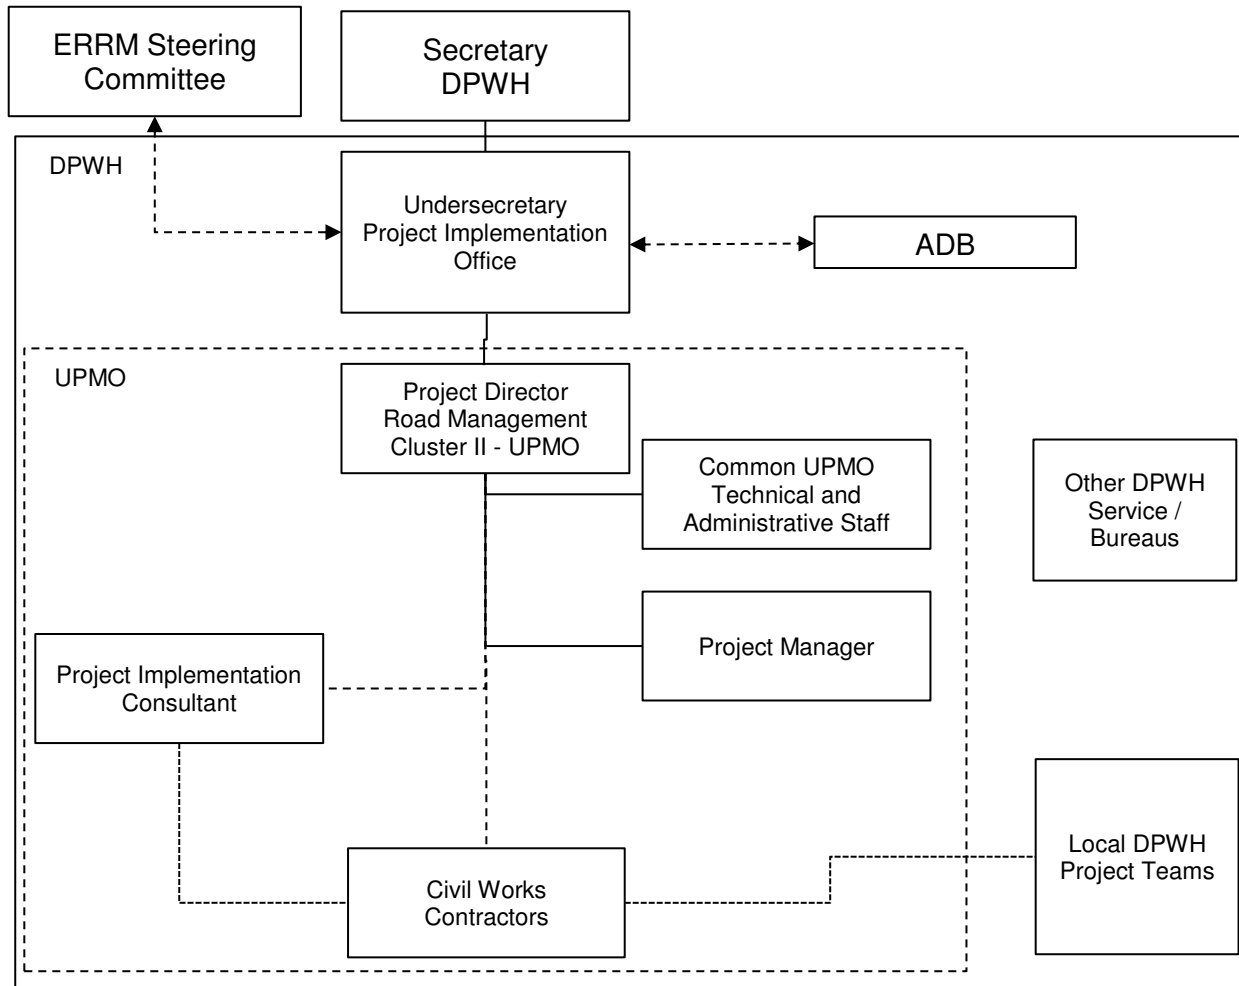 ERRM Steering
Committee
Secretary
DPWH
DPWH
Undersecretary
Project Implementation
Office
ADB
UPMO
Project Director
Road Management
Cluster II - UPMO
Common UPMO
Technical and
Administrative Staff
Other DPWH
Service /
Bureaus
Project Manager
Project Implementation
Consultant
Local DPWH
Project Teams
Civil Works
Contractors